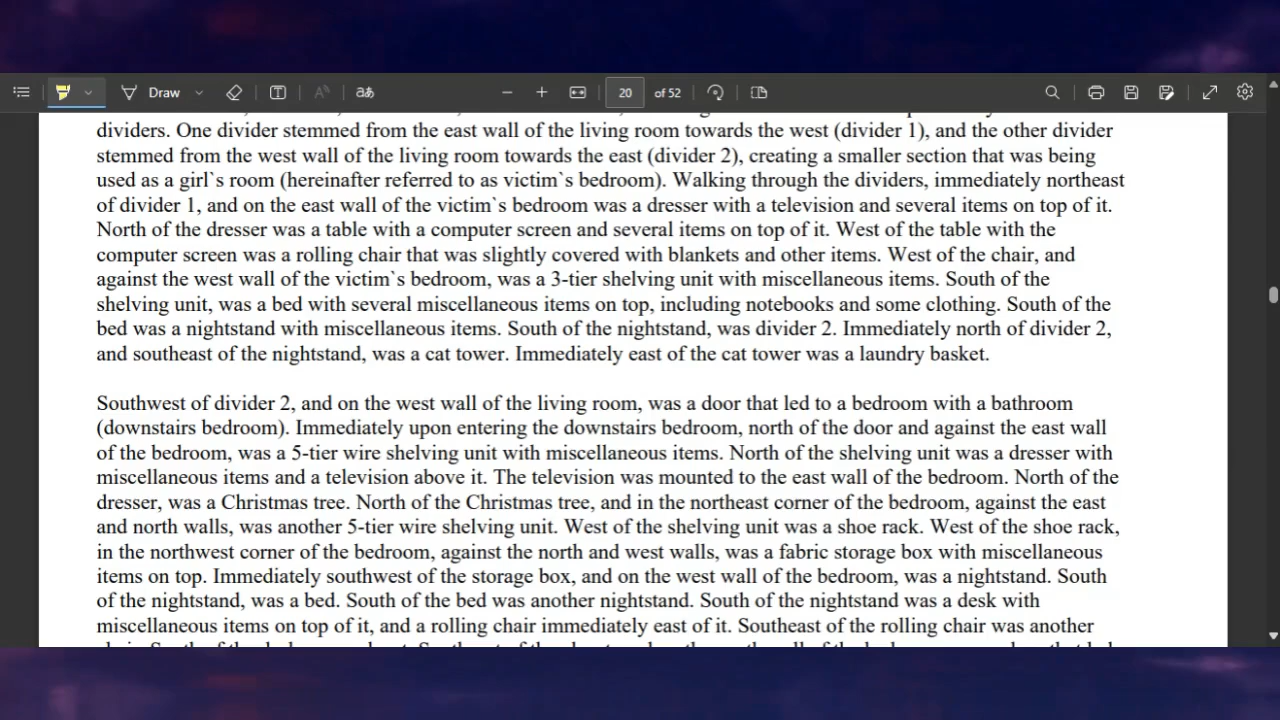 Draw
20 of 52
dividers. One divider stemmed from the east wall of the living room towards the west (divider 1), and the other divider
stemmed from the west wall of the living room towards the east (divider 2), creating a smaller section that was being
used as a girl`s room (hereinafter referred to as victim`s bedroom). Walking through the dividers, immediately northeast
of divider 1, and on the east wall of the victim`s bedroom was a dresser with a television and several items on top of it.
North of the dresser was a table with a computer screen and several items on top of it. West of the table with the
computer screen was a rolling chair that was slightly covered with blankets and other items. West of the chair, and
against the west wall of the victim`s bedroom, was a 3-tier shelving unit with miscellaneous items. South of the
shelving unit, was a bed with several miscellaneous items on top, including notebooks and some clothing. South of the
bed was a nightstand with miscellaneous items. South of the nightstand, was divider 2. Immediately north of divider 2,
and southeast of the nightstand, was a cat tower. Immediately east of the cat tower was a laundry basket.
Southwest of divider 2, and on the west wall of the living room, was a door that led to a bedroom with a bathroom
(downstairs bedroom). Immediately upon entering the downstairs bedroom, north of the door and against the east wall
of the bedroom, was a 5-tier wire shelving unit with miscellaneous items. North of the shelving unit was a dresser with
miscellaneous items and a television above it. The television was mounted to the east wall of the bedroom. North of the
dresser, was a Christmas tree. North of the Christmas tree, and in the northeast corner of the bedroom, against the east
and north walls, was another 5-tier wire shelving unit. West of the shelving unit was a shoe rack. West of the shoe rack,
in the northwest corner of the bedroom, against the north and west walls, was a fabric storage box with miscellaneous
items on top. Immediately southwest of the storage box, and on the west wall of the bedroom, was a nightstand. South
of the nightstand, was a bed. South of the bed was another nightstand. South of the nightstand was a desk with
miscellaneous items on top of it, and a rolling chair immediately east of it. Southeast of the rolling chair was another